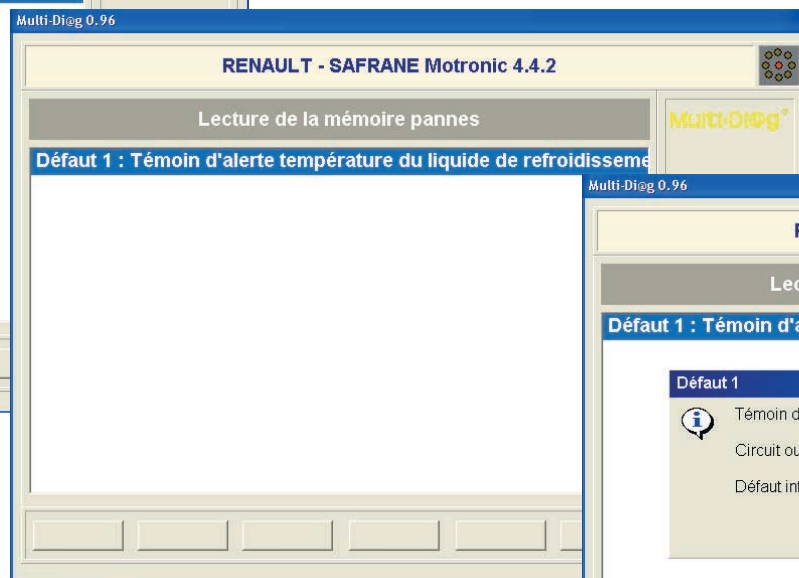 Multi-Di@g 0.96
RENAULT - SAFRANE Motronic 4.4.2
Lecture de la mémoire pannes
Multi-Di@g®
Défaut 1 : Témoin d'alerte température du liquide de refroidisseme
Multi-Di@g 0.96
Défaut 1 : Témoin d'a
Défaut 1
Témoin d
Circuit ou
Défaut in